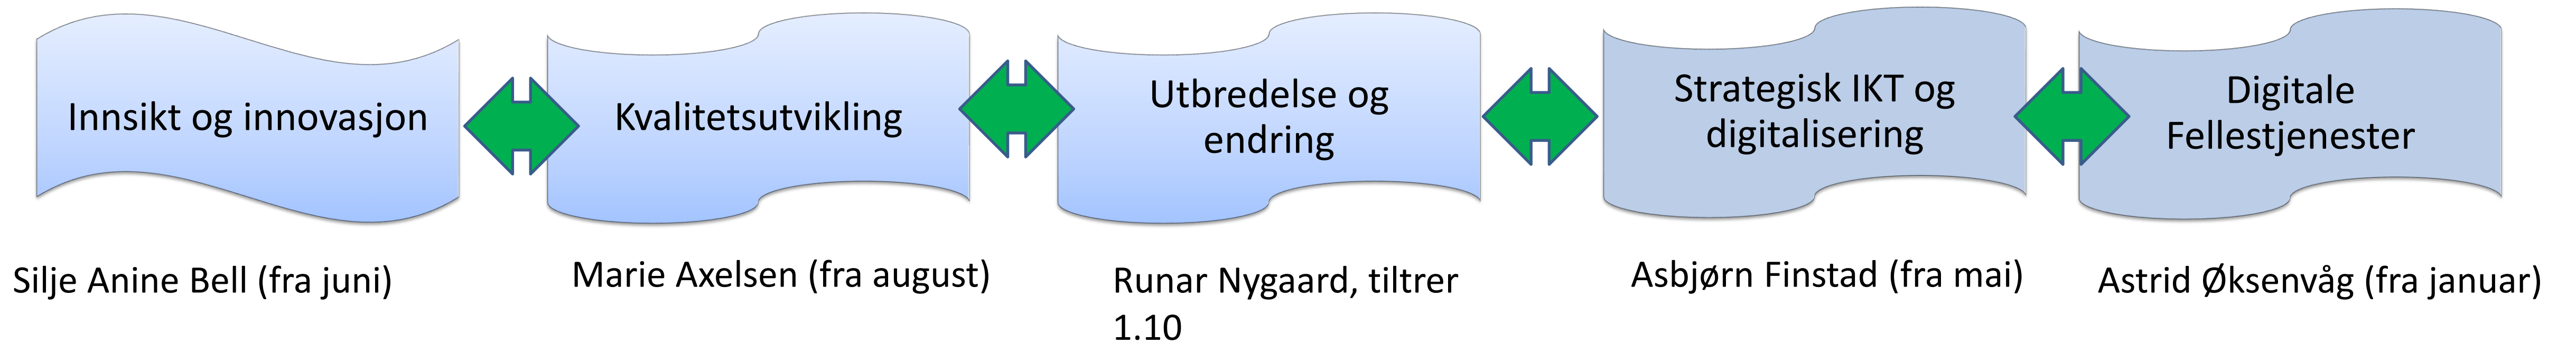 Innsikt og innovasjon
Kvalitetsutvikling
Utbredelse og
endring
Strategisk IKT og
digitalisering
Digitale
Fellestjenester
Silje Anine Bell (fra juni)
Marie Axelsen (fra august)
Runar Nygaard, tiltrer
1.10
Asbjørn Finstad (fra mai)
Astrid Øksenvåg (fra januar)